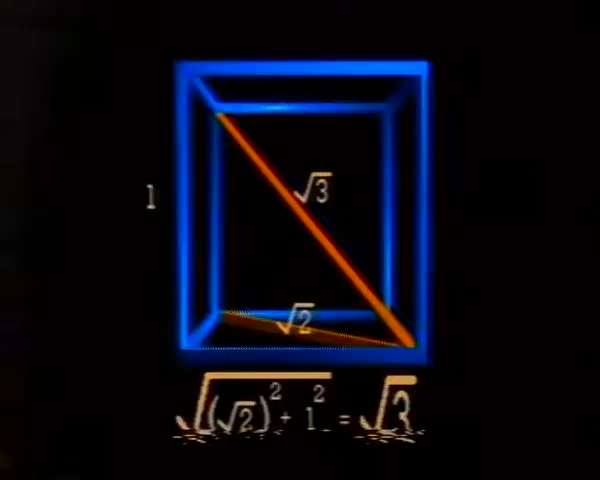 √3
1
√2
√((√2)² + 1²) = √3